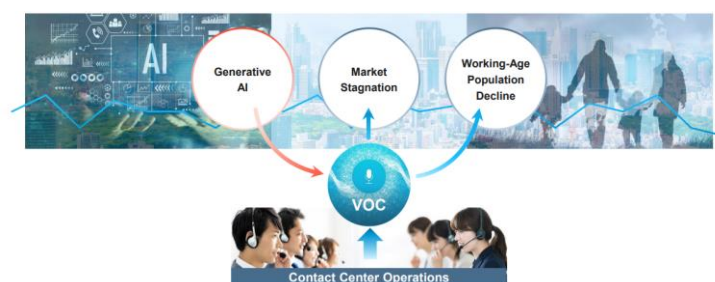 AI
Generative
AI
Market
Stagnation
Working-Age
Population
Decline
VOC
Contact Center Operations